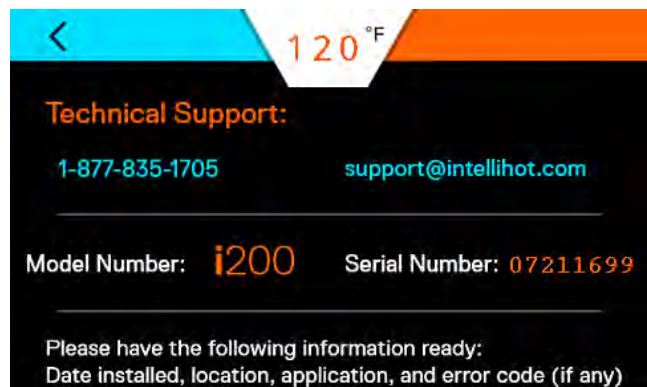 120 °F
Technical Support:
1-877-835-1705 support@intellihot.com
Model Number: i200 Serial Number: 07211699
Please have the following information ready:
Date installed, location, application, and error code (if any)